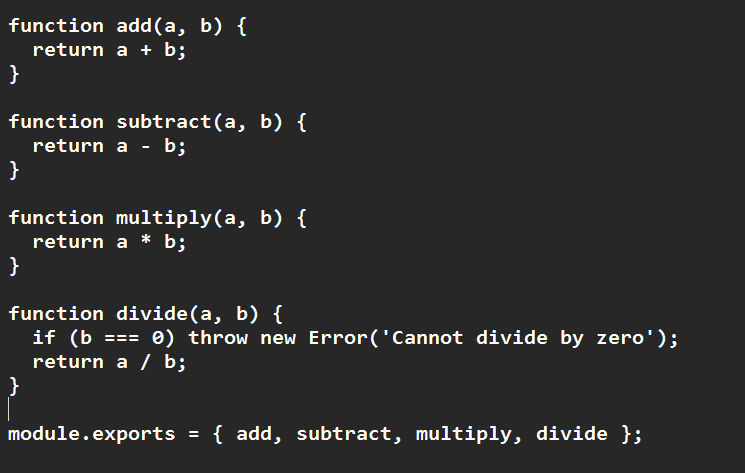 function add(a, b) {
  return a + b;
}

function subtract(a, b) {
  return a - b;
}

function multiply(a, b) {
  return a * b;
}

function divide(a, b) {
  if (b === 0) throw new Error('Cannot divide by zero');
  return a / b;
}

module.exports = { add, subtract, multiply, divide };